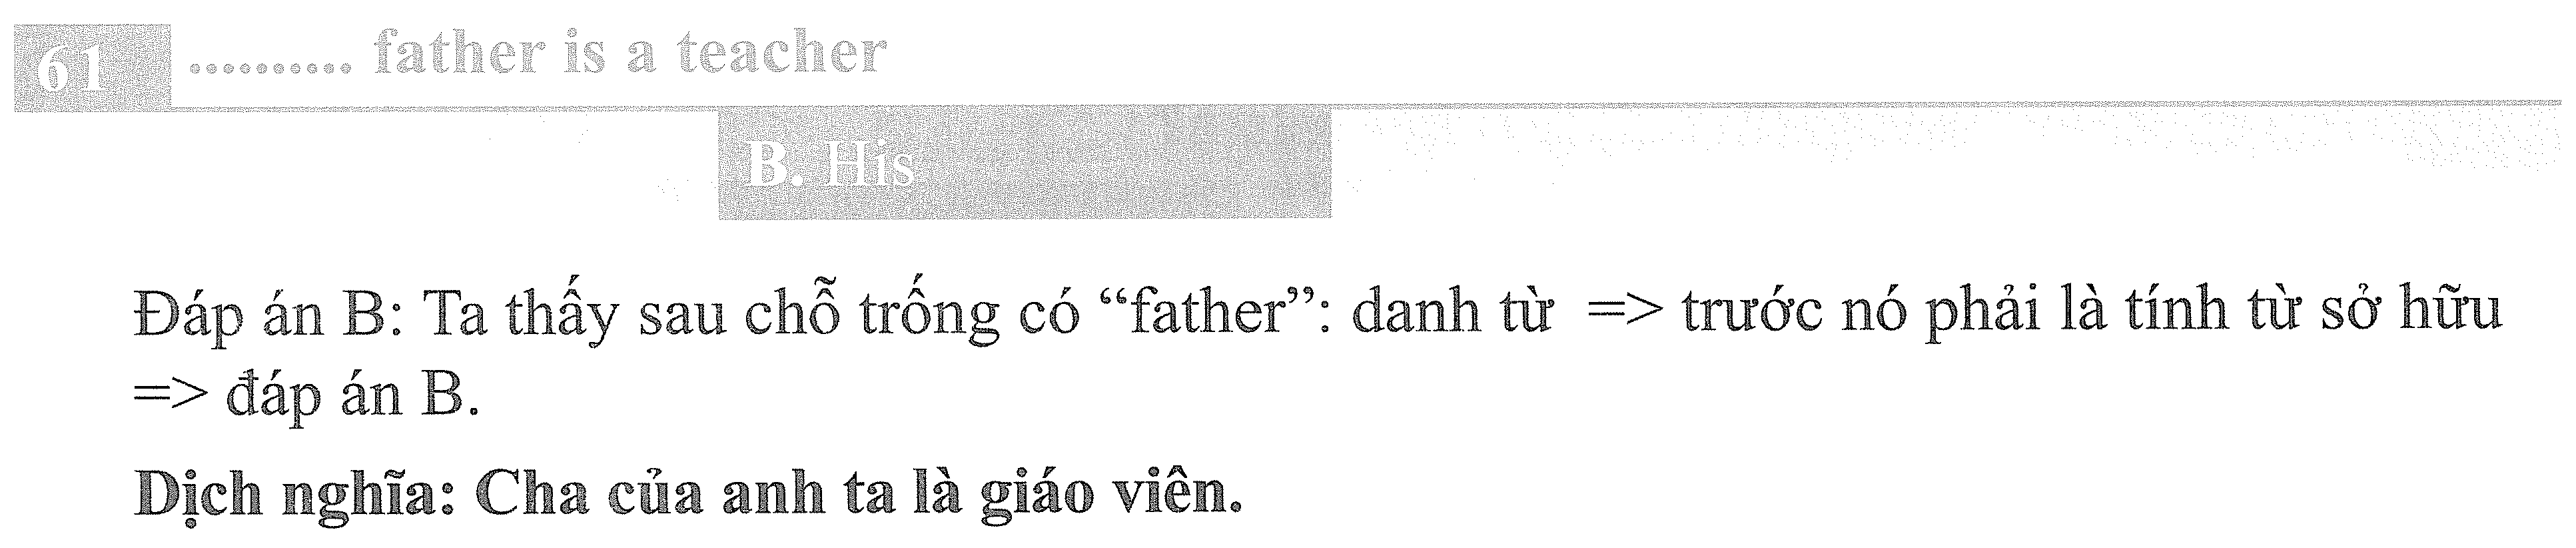 61 .......... father is a teacher
B. His
Đáp án B: Ta thấy sau chỗ trống có “father”: danh từ => trước nó phải là tính từ sở hữu
=> đáp án B.
Dịch nghĩa: Cha của anh ta là giáo viên.